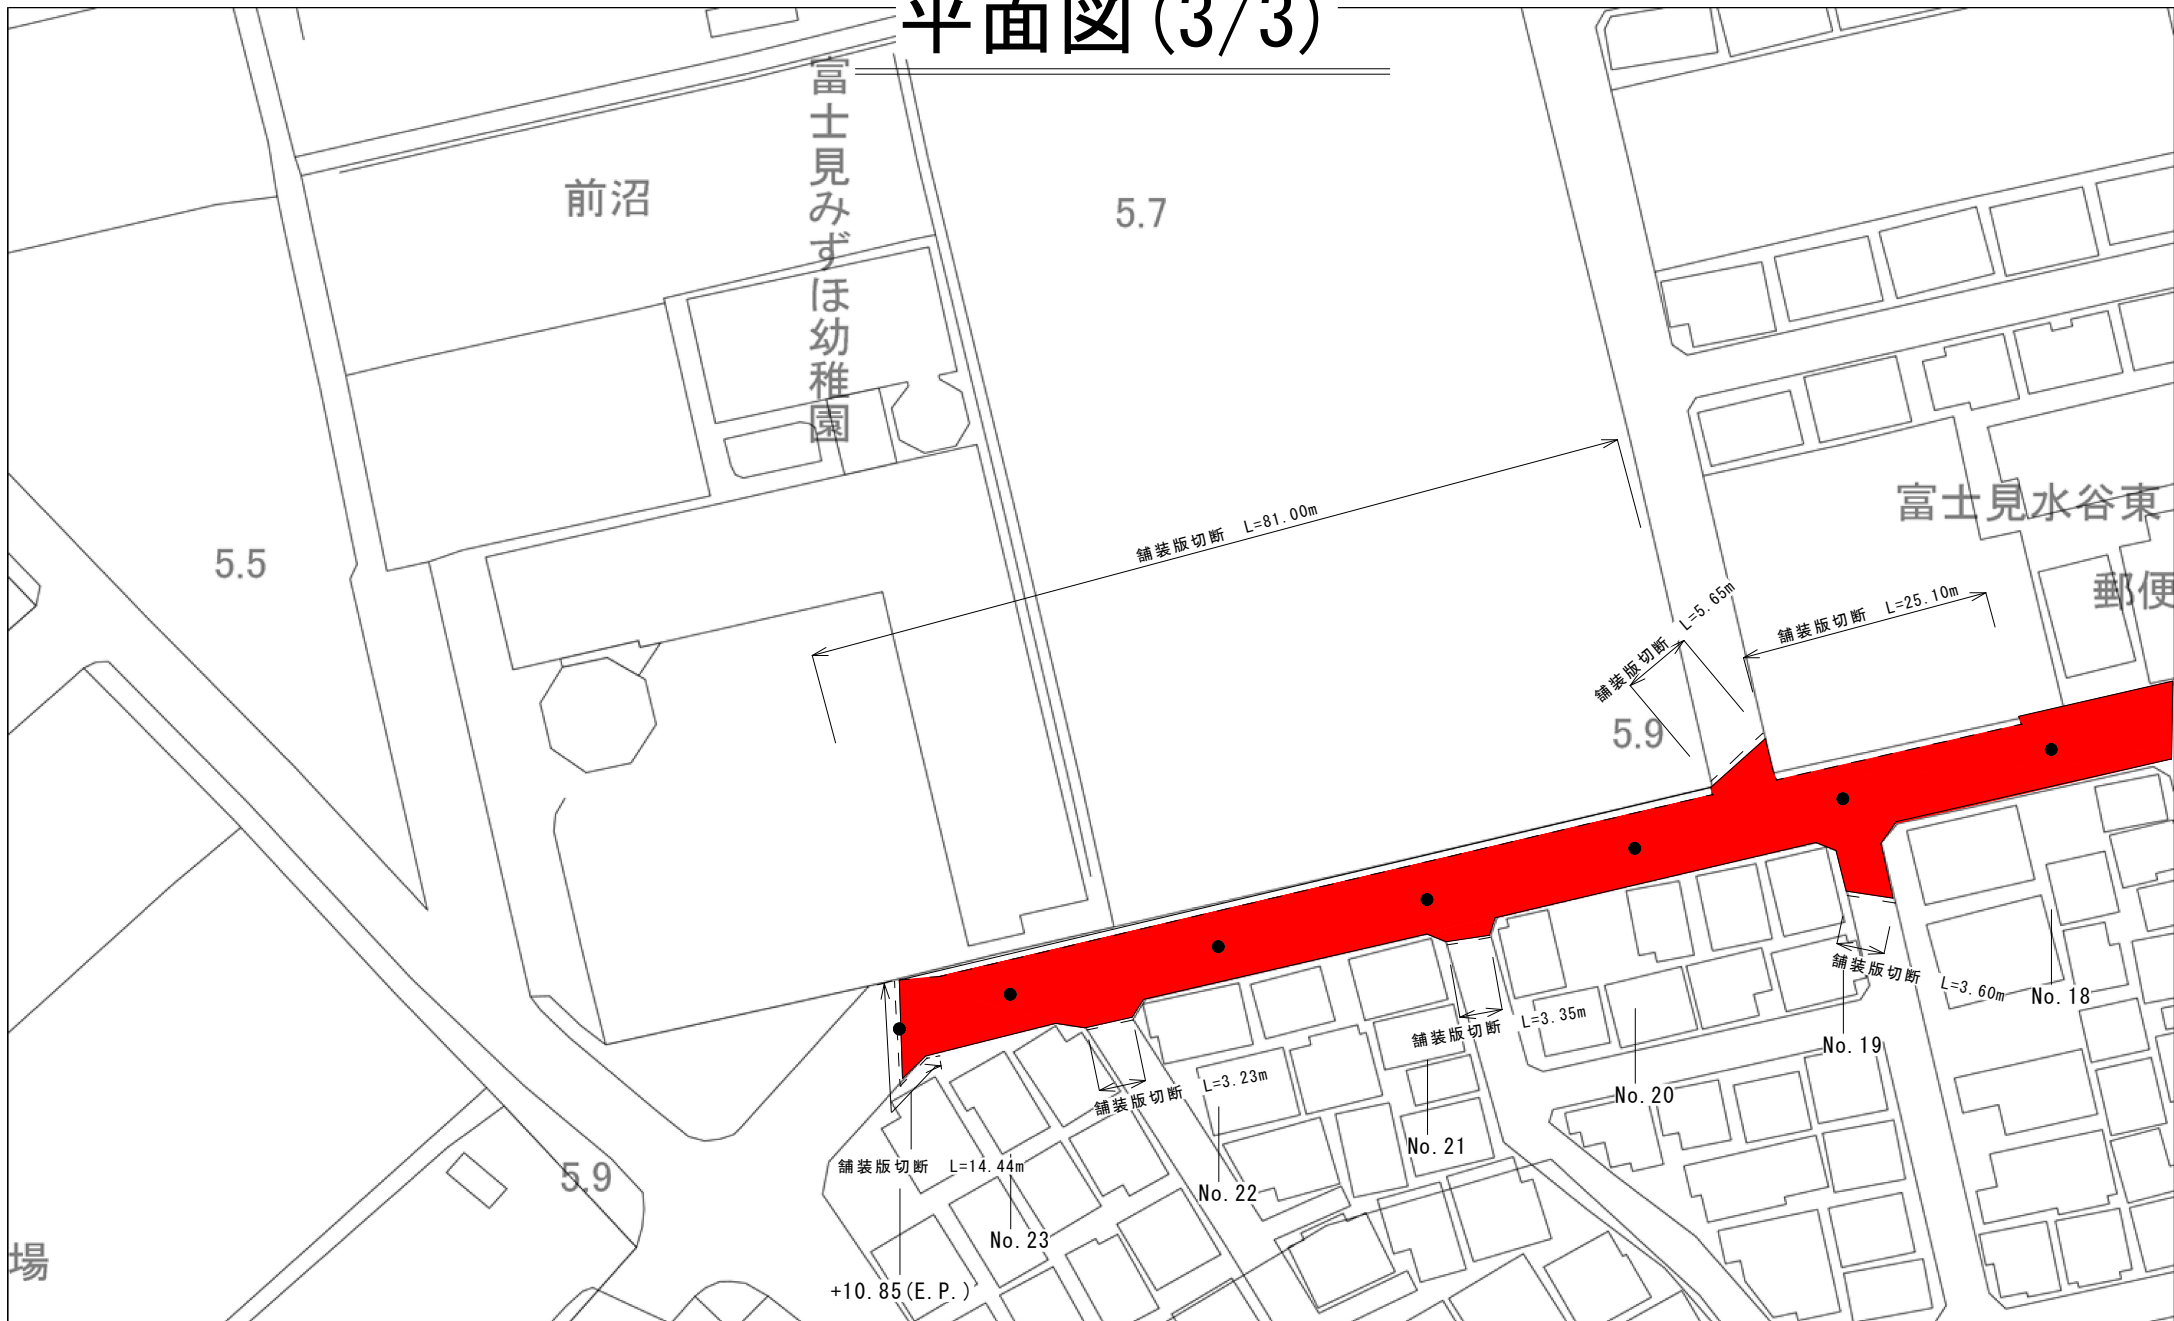 平面図(3/3)
富士見みずほ幼稚園
前沼
5.7
5.5
富士見水谷東
郵便
舗装版切断 L=81.00m
舗装版切断 L=5.65m
舗装版切断 L=25.10m
5.9
舗装版切断 L=3.60m
No.18
舗装版切断 L=3.35m
No.19
舗装版切断 L=3.23m
No.20
No.21
舗装版切断 L=14.44m
5.9
No.22
No.23
場
+10.85(E.P.)